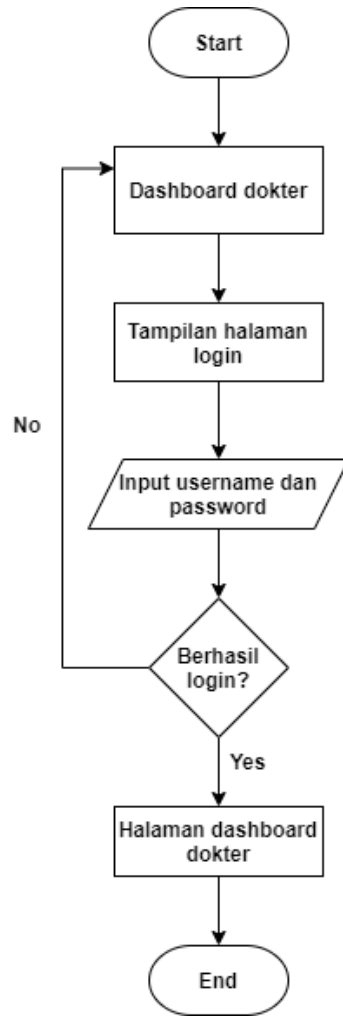 Start
Dashboard dokter
Tampilan halaman
login
No
Input username dan
password
Berhasil
login?
Yes
Halaman dashboard
dokter
End